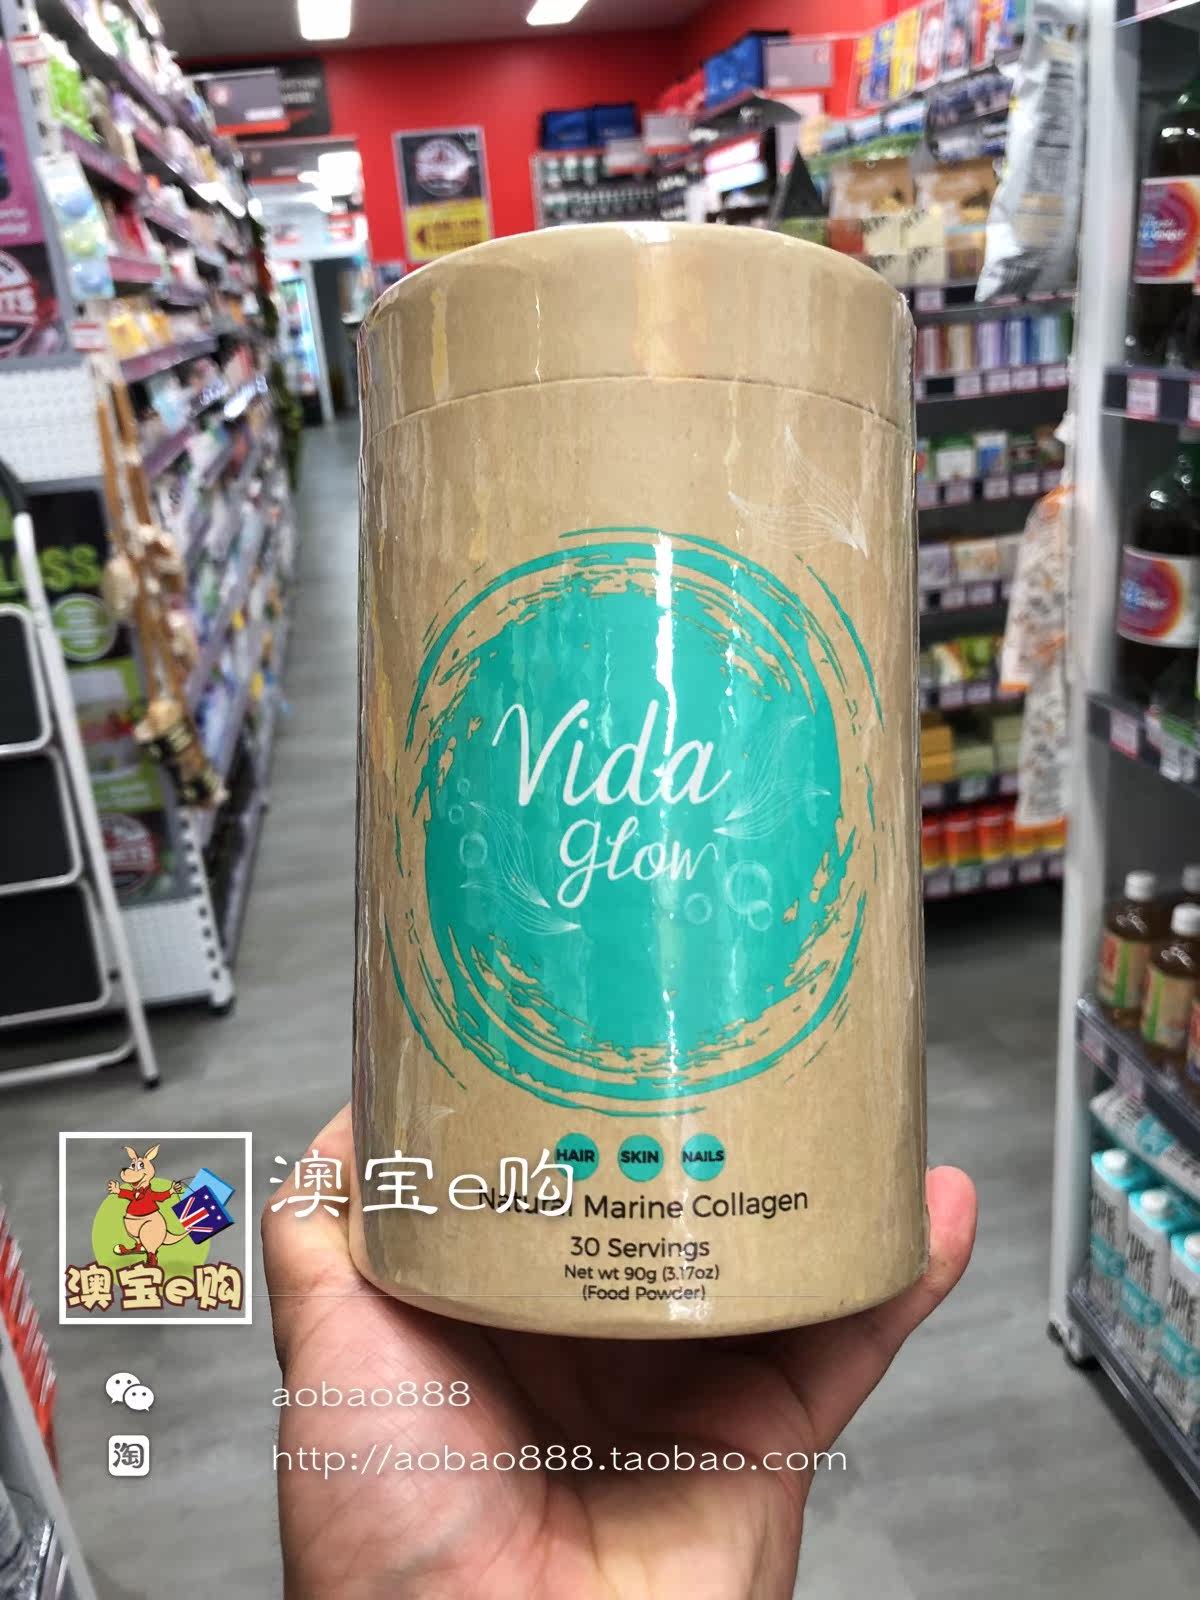 Vida
glow
HAIR SKIN NAILS
Natural Marine Collagen
30 Servings
Net wt 90g (3.17oz)
(Food Powder)
澳宝e购
澳宝e购
aobao888
淘
http://aobao888.taobao.com